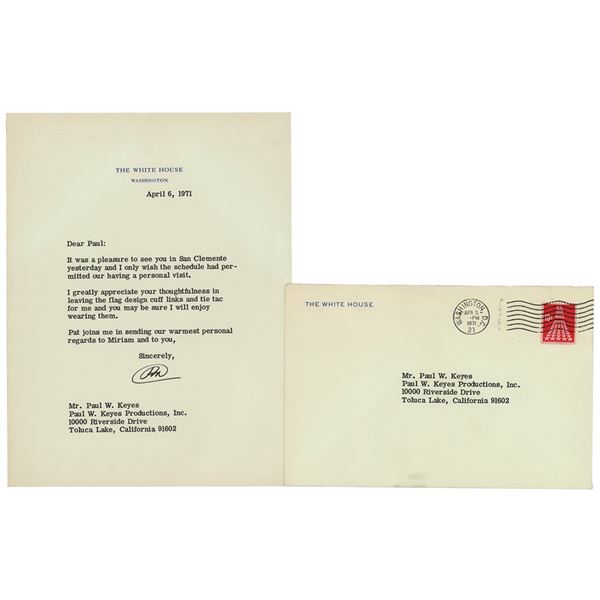 THE WHITE HOUSE
WASHINGTON
April 6, 1971
Dear Paul:
It was a pleasure to see you in San Clemente
yesterday and I only wish the schedule had per-
mitted our having a personal visit.
I greatly appreciate your thoughtfulness in
leaving the flag design cuff links and tie tac
for me and you may be sure I will enjoy
wearing them.
Pat joins me in sending our warmest personal
regards to Miriam and to you,
Sincerely,
Mr. Paul W. Keyes
Paul W. Keyes Productions, Inc.
10000 Riverside Drive
Toluca Lake, California 91602
THE WHITE HOUSE
WASHINGTON, D.C.
APR
PM
1971
Mr. Paul W. Keyes
Paul W. Keyes Productions, Inc.
10000 Riverside Drive
Toluca Lake, California 91602